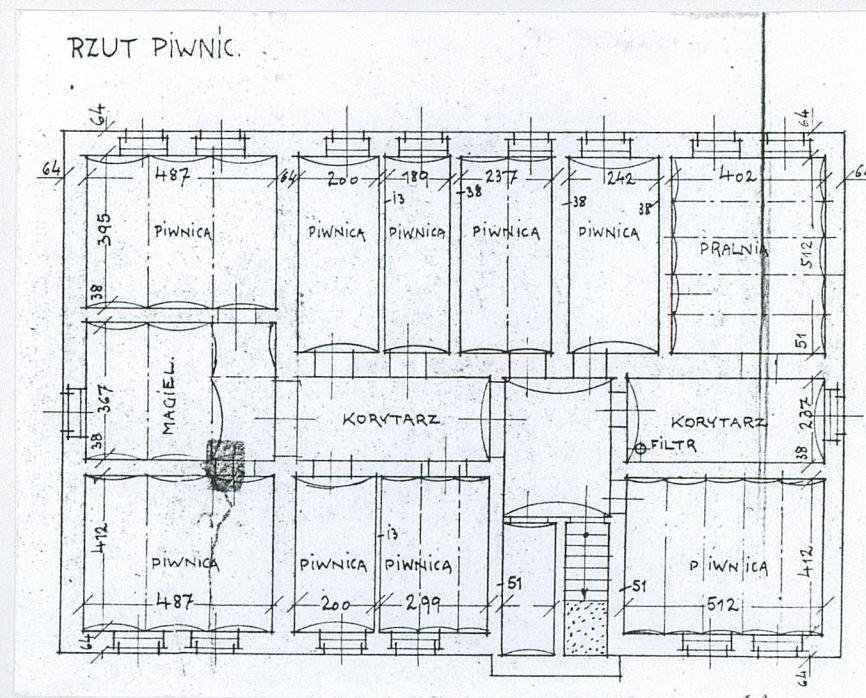 RZUT PIWNIC.
64
64
64
487
64
200
189
237
242
402
64
13
38
38
38
395
PIWNICA
PIWNICA
PIWNICA
PIWNICA
PIWNICA
PRALNIA
512
38
51
367
MAGIEL.
KORYTARZ
KORYTARZ
237
FILTR
38
38
412
13
PIWNICA
PIWNICA
PIWNICA
PIWNICA
412
51
51
487
200
299
512
64
64